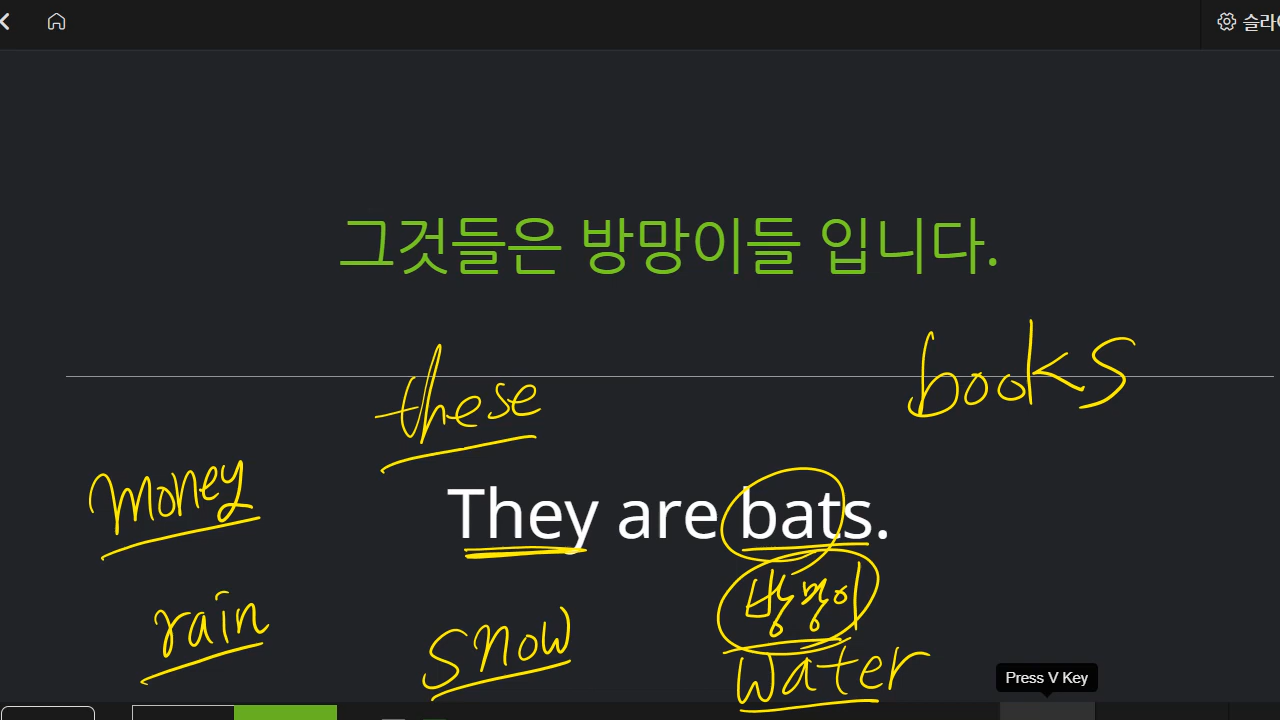 슬라이
그것들은 방망이들 입니다.
books
these
money
They are bats.
방망이
rain
snow
water
Press V Key